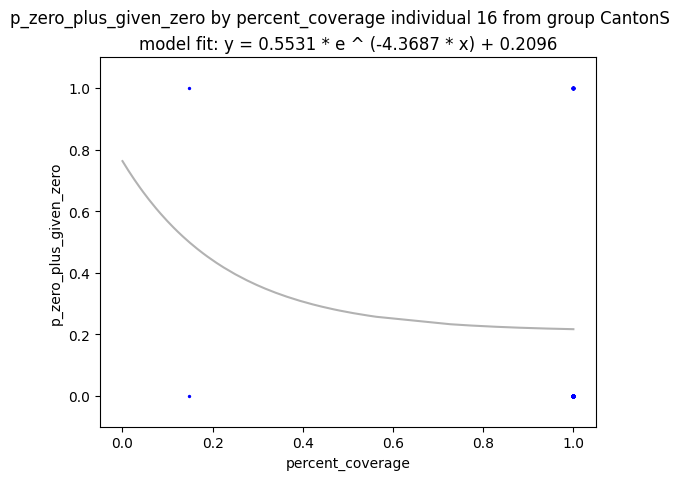 p_zero_plus_given_zero by percent_coverage individual 16 from group CantonS
model fit: y = 0.5531 * e ^ (-4.3687 * x) + 0.2096
p_zero_plus_given_zero
1.0
0.8
0.6
0.4
0.2
0.0
0.0 0.2 0.4 0.6 0.8 1.0
percent_coverage